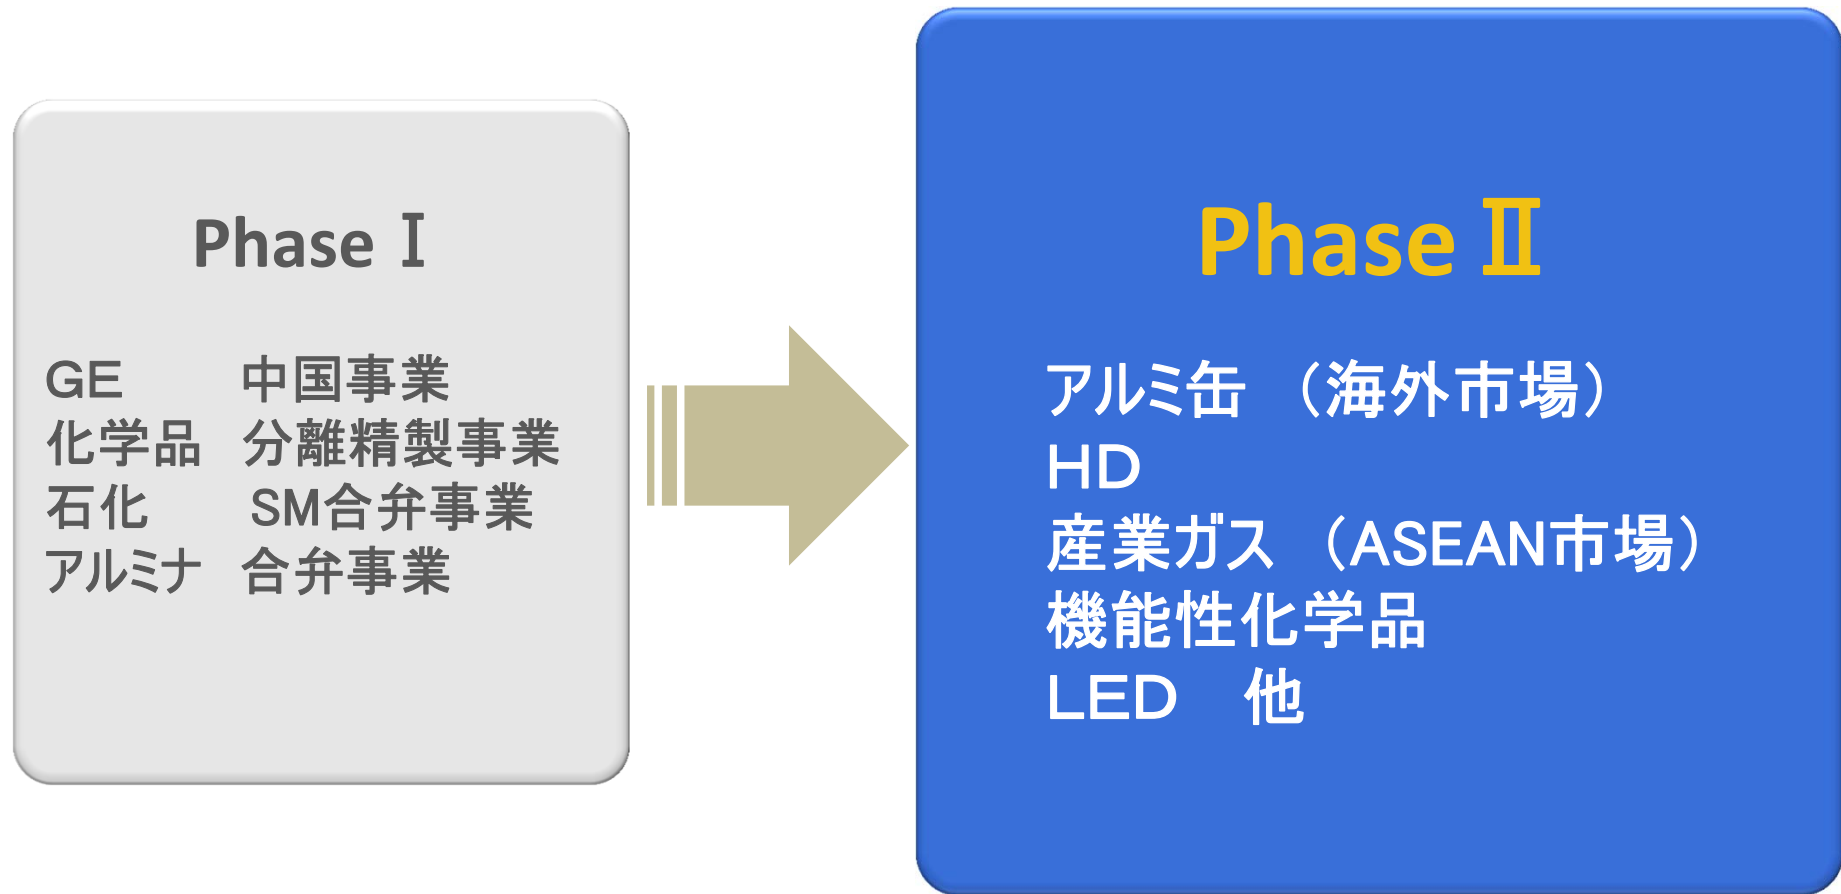 Phase Ⅰ
GE 中国事業
化学品 分離精製事業
石化 SM合弁事業
アルミナ 合弁事業
Phase Ⅱ
アルミ缶 （海外市場）
HD
産業ガス （ASEAN市場）
機能性化学品
LED 他